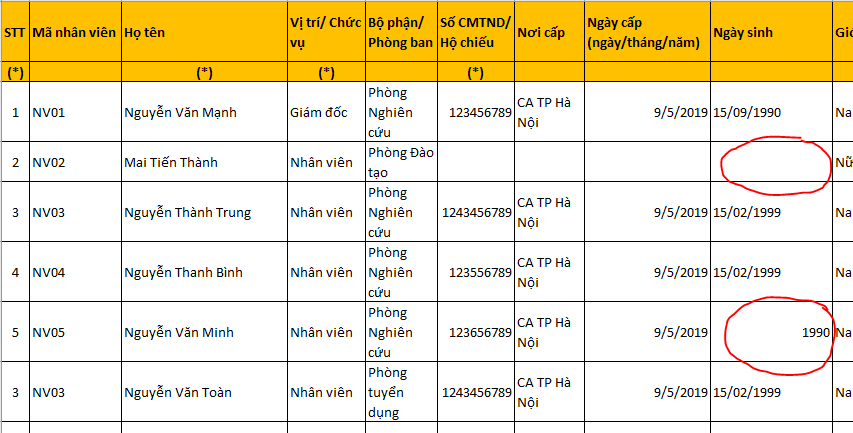 STT Mã nhân viên Họ tên Vị trí/ Chức vụ Bộ phận/ Phòng ban Số CMTND/ Hộ chiếu Nơi cấp Ngày cấp (ngày/tháng/năm) Ngày sinh Giớ
(*) (*) (*) (*)
1 NV01 Nguyễn Văn Mạnh Giám đốc Phòng Nghiên cứu 123456789 CA TP Hà Nội 9/5/2019 15/09/1990 Na
2 NV02 Mai Tiến Thành Nhân viên Phòng Đào tạo Nữ
3 NV03 Nguyễn Thành Trung Nhân viên Phòng Nghiên cứu 1243456789 CA TP Hà Nội 9/5/2019 15/02/1999 Na
4 NV04 Nguyễn Thanh Bình Nhân viên Phòng Nghiên cứu 123556789 CA TP Hà Nội 9/5/2019 15/02/1999 Na
5 NV05 Nguyễn Văn Minh Nhân viên Phòng Nghiên cứu 123656789 CA TP Hà Nội 9/5/2019 1990 Na
3 NV03 Nguyễn Văn Toàn Nhân viên Phòng tuyển dụng 1243456789 CA TP Hà Nội 9/5/2019 15/02/1999 Na